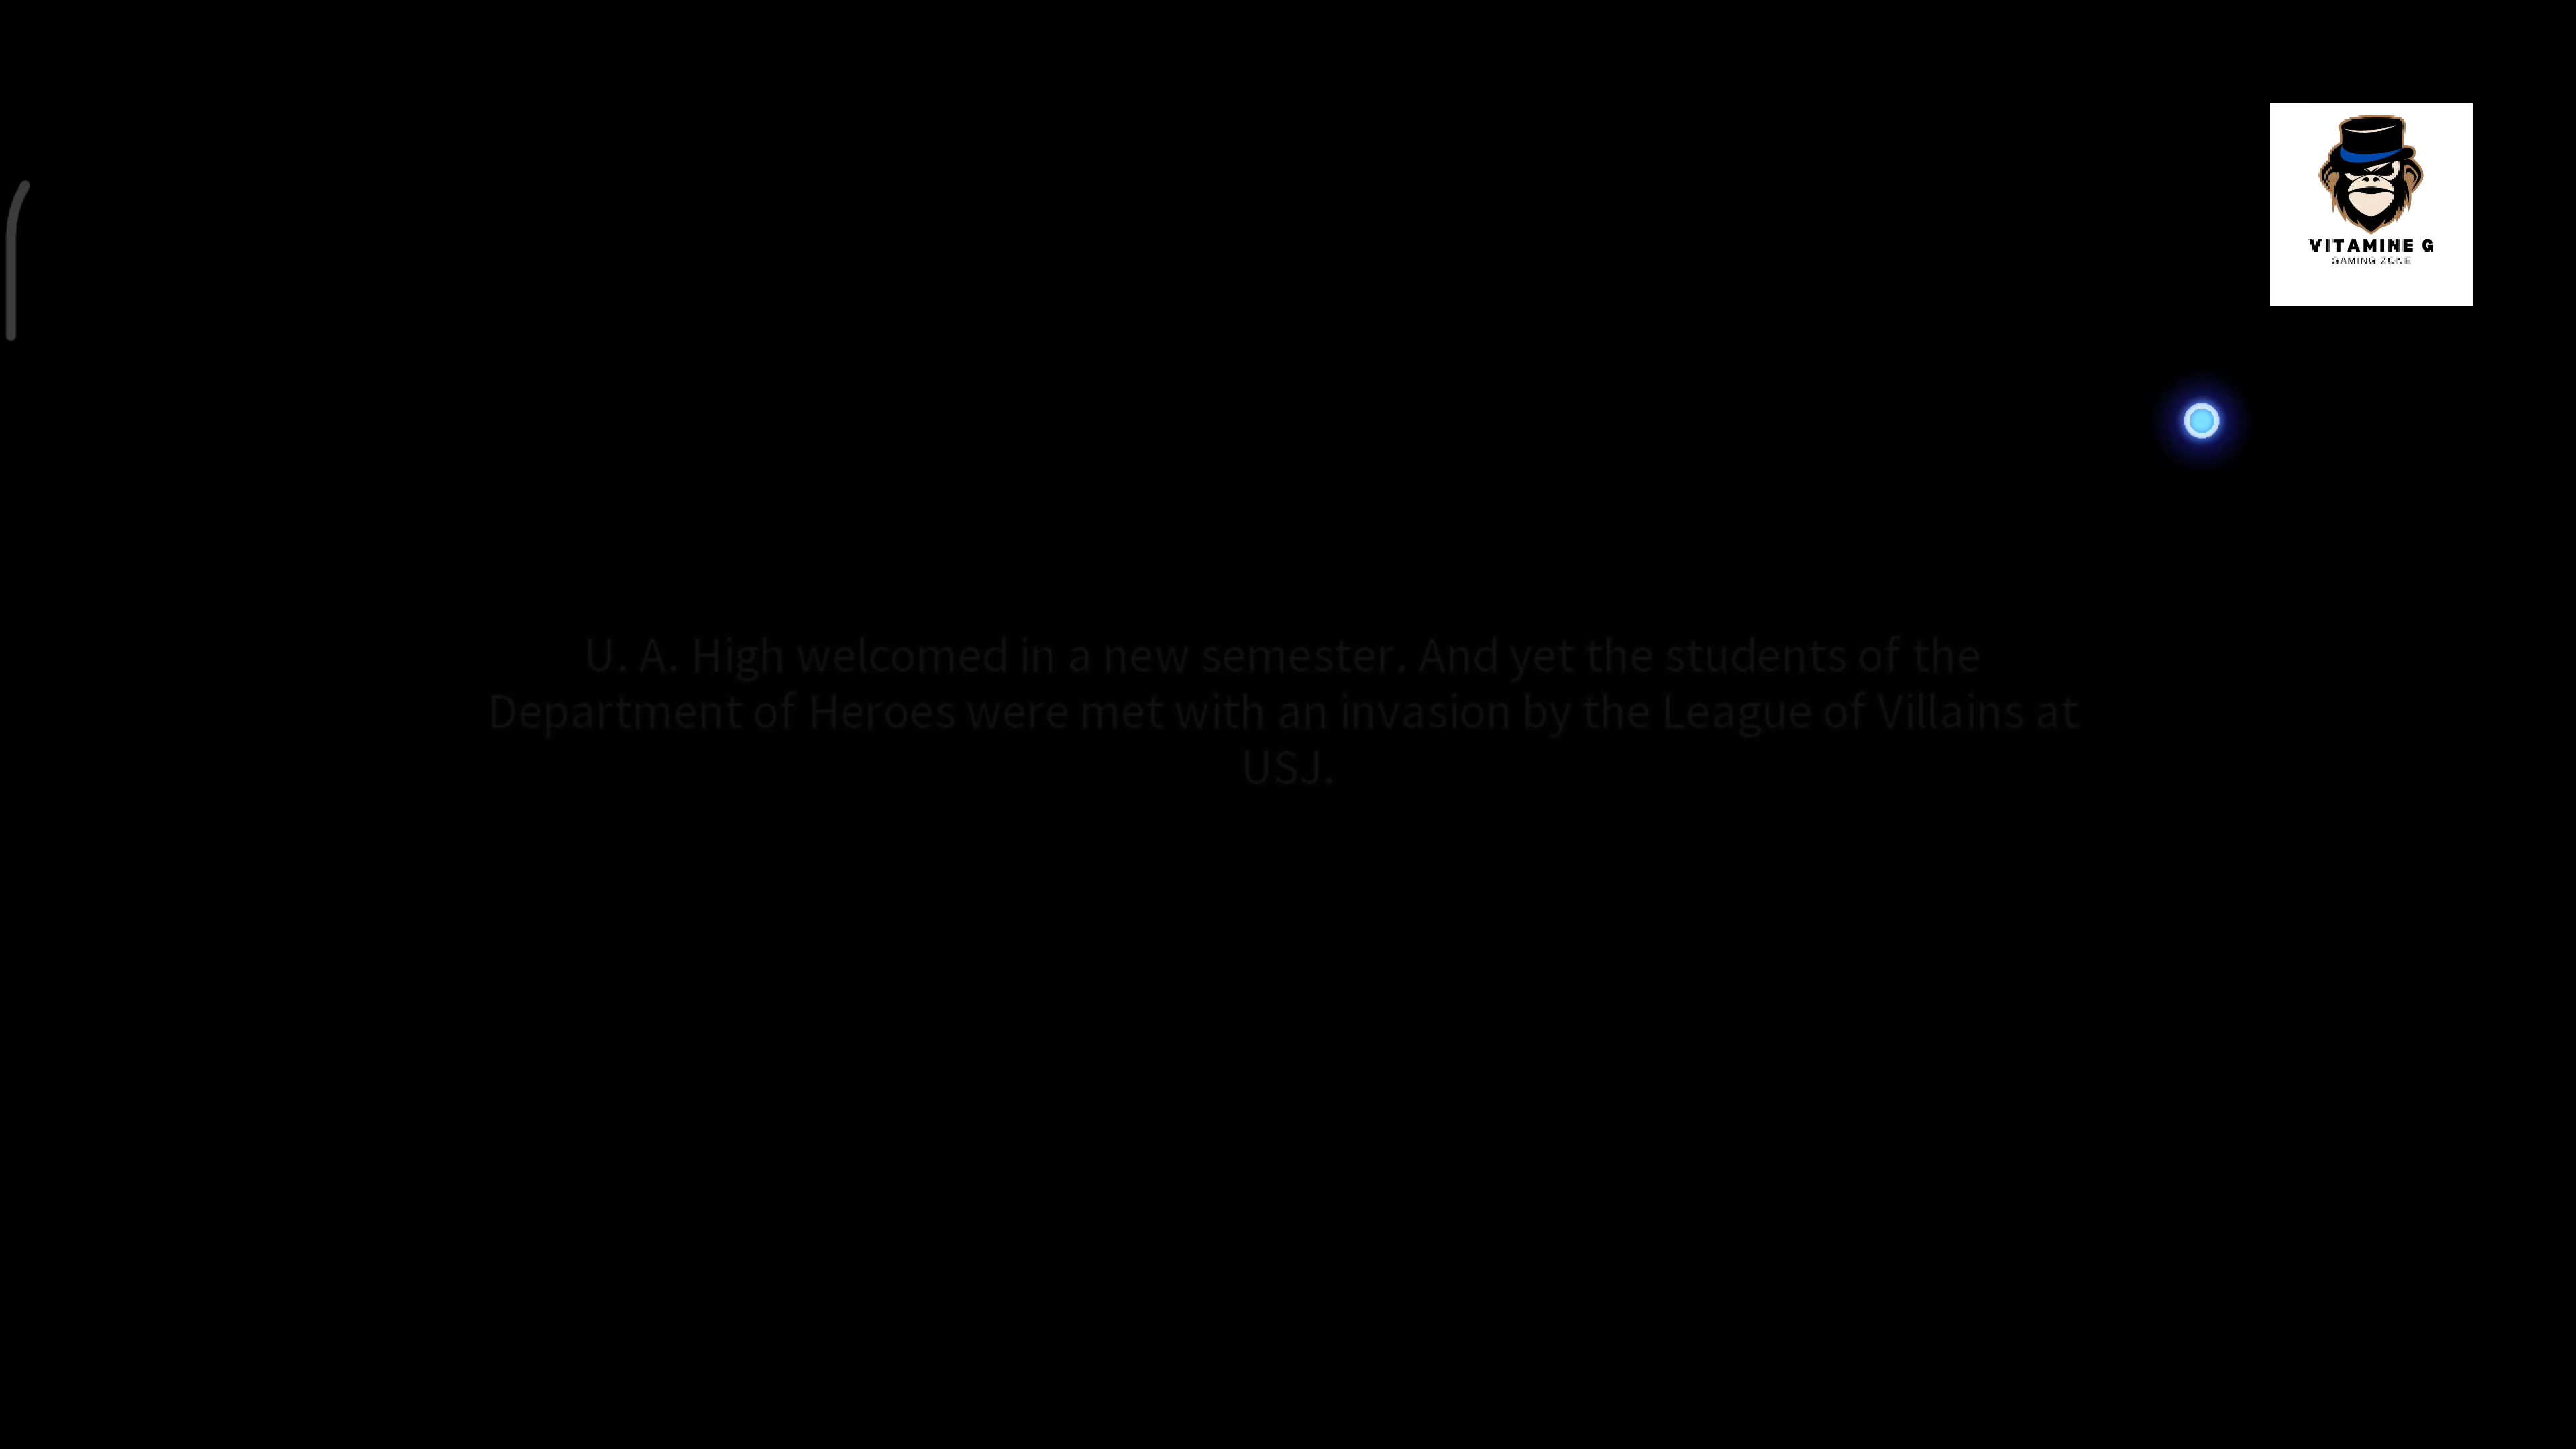 VITAMINE G
GAMING ZONE
U. A. High welcomed in a new semester. And yet the students of the
Department of Heroes were met with an invasion by the League of Villains at
USJ.